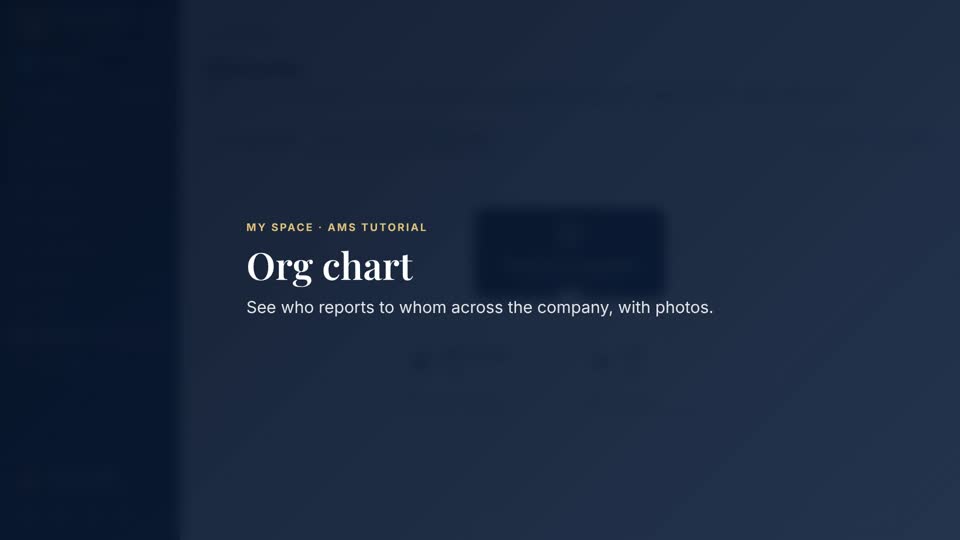 MY SPACE · AMS TUTORIAL
Org chart
See who reports to whom across the company, with photos.